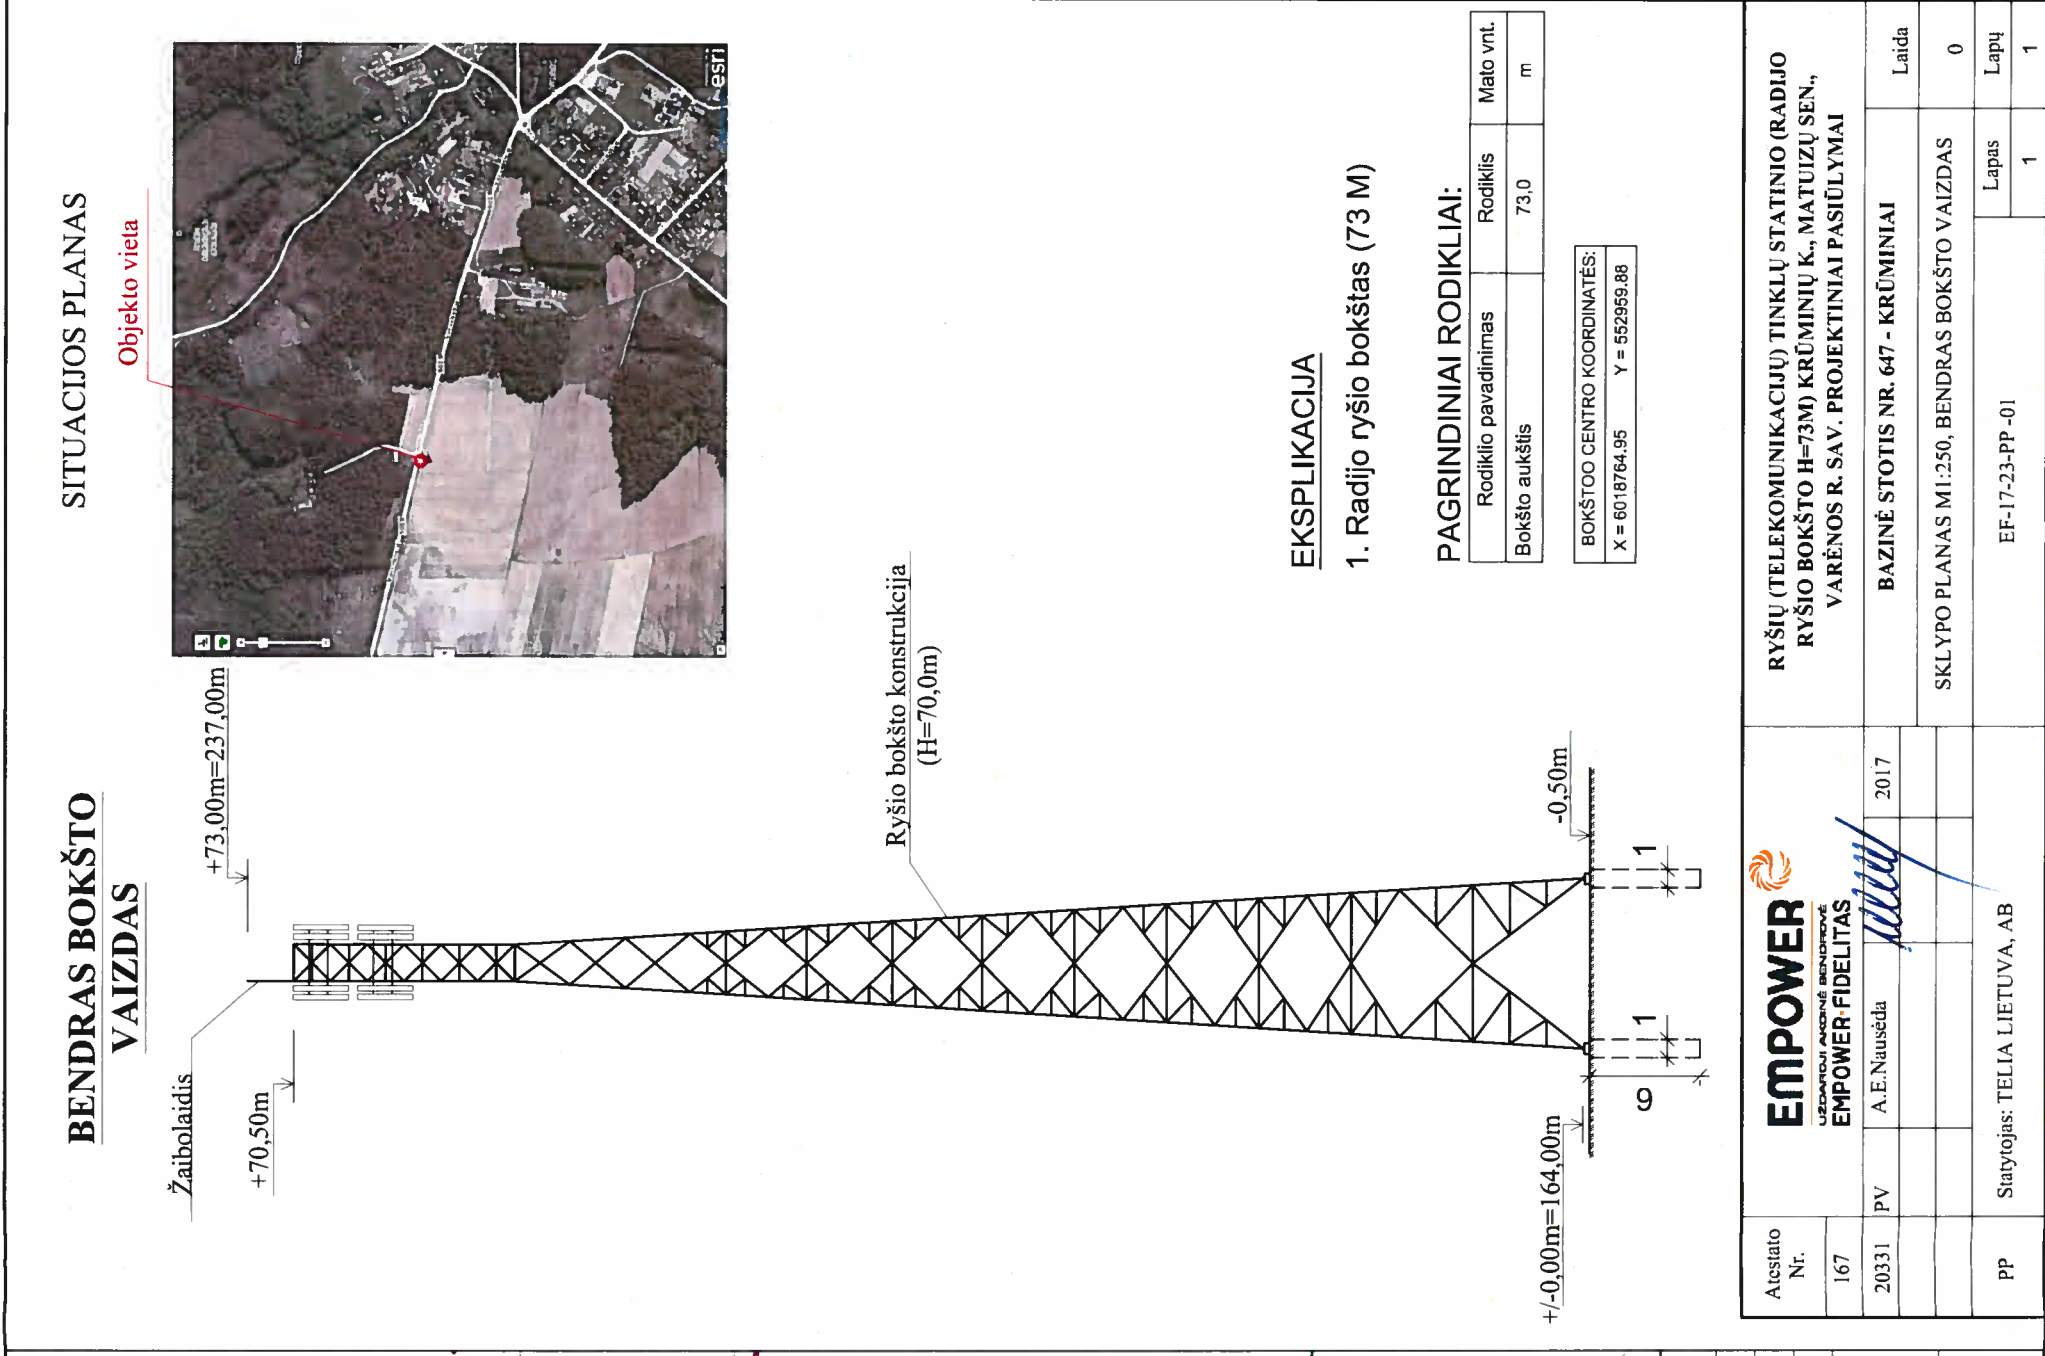 BENDRAS BOKŠTO
VAIZDAS
Žaibolaidis
+70,50m
+73,00m=237,00m
Ryšio bokšto konstrukcija
(H=70,0m)
+/-0,00m=164,00m
-0,50m
1
1
6
SITUACIJOS PLANAS
Objekto vieta
esri
EKSPLIKACIJA
1. Radijo ryšio bokštas (73 M)
PAGRINDINIAI RODIKLIAI:
Rodiklio pavadinimas Rodiklis Mato vnt.
Bokšto aukštis 73,0 m
BOKŠTOO CENTRO KOORDINATĖS:
X = 6018764.95 Y = 552959.88
Atestato
Nr.
167
EMPOWER
UŽDAROJI AKCINĖ BENDROVĖ
EMPOWER-FIDELITAS
RYŠIŲ (TELEKOMUNIKACIJŲ) TINKLŲ STATINIO (RADIJO
RYŠIO BOKŠTO H=73M) KRŪMINIŲ K., MATUIZŲ SEN.,
VARĖNOS R. SAV. PROJEKTINIAI PASIŪLYMAI
20331 PV A.E.Nausėda 2017
BAZINĖ STOTIS NR. 647 - KRŪMINIAI
Laida
SKLYPO PLANAS M1:250, BENDRAS BOKŠTO VAIZDAS
0
PP Statytojas: TELIA LIETUVA, AB
EF-17-23-PP -01
Lapas Lapų
1 1